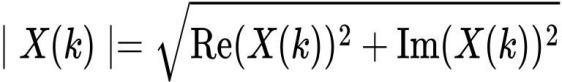 | X(k) |= √Re(X(k))² + Im(X(k))²